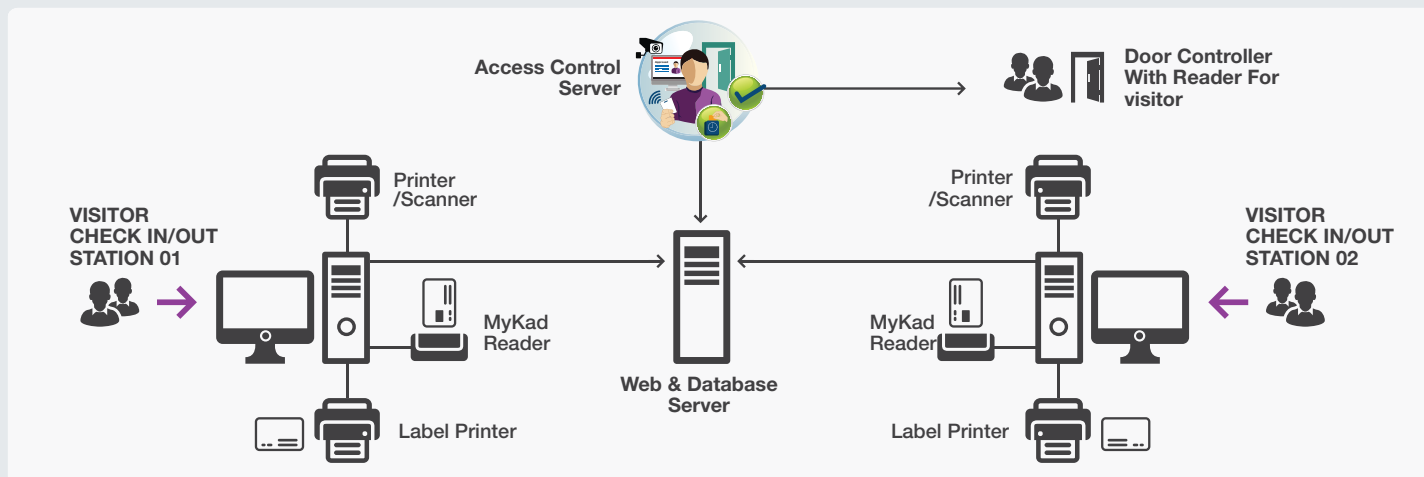 Access Control
Server
Door Controller
With Reader For
visitor
Printer
/Scanner
Printer
/Scanner
VISITOR
CHECK IN/OUT
STATION 01
VISITOR
CHECK IN/OUT
STATION 02
MyKad
Reader
MyKad
Reader
Web & Database
Server
Label Printer
Label Printer